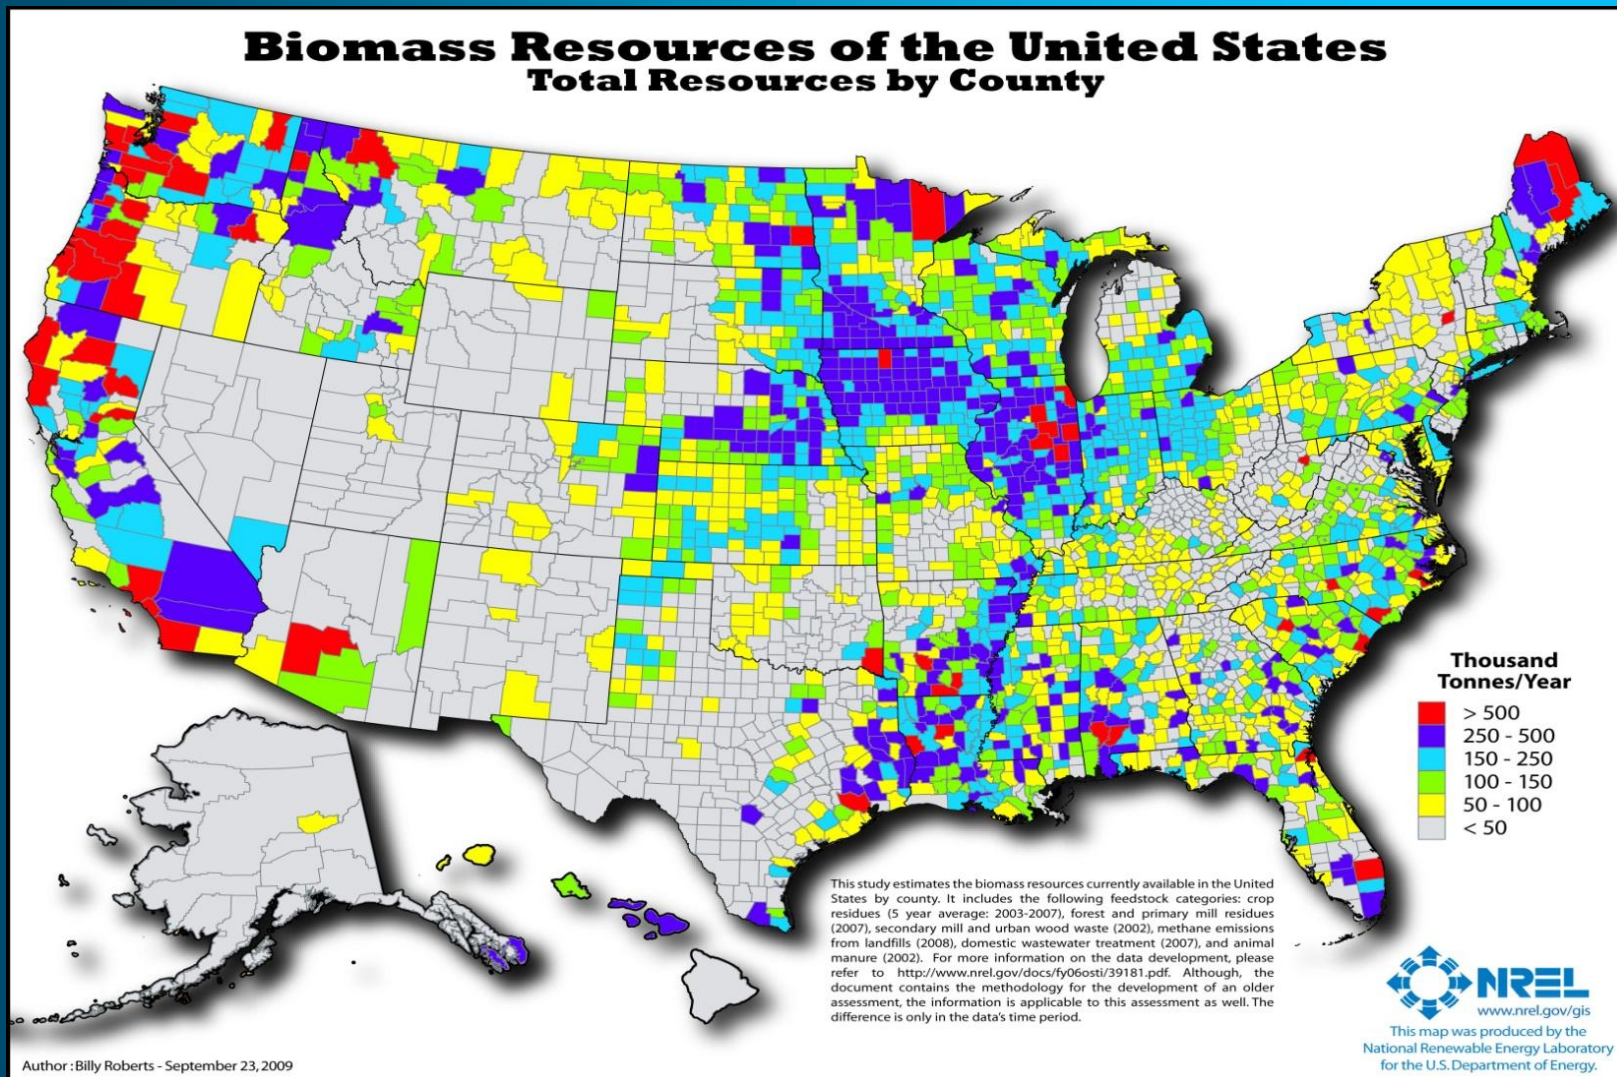 Biomass Resources of the United States
Total Resources by County
Thousand
Tonnes/Year
> 500
250 - 500
150 - 250
100 - 150
50 - 100
< 50
This study estimates the biomass resources currently available in the United
States by county. It includes the following feedstock categories: crop
residues (5 year average: 2003-2007), forest and primary mill residues
(2007), secondary mill and urban wood waste (2002), methane emissions
from landfills (2008), domestic wastewater treatment (2007), and animal
manure (2002). For more information on the data development, please
refer to http://www.nrel.gov/docs/fy06osti/39181.pdf. Although, the
document contains the methodology for the development of an older
assessment, the information is applicable to this assessment as well. The
difference is only in the data's time period.
NREL
www.nrel.gov/gis
This map was produced by the
National Renewable Energy Laboratory
for the U.S. Department of Energy.
Author : Billy Roberts - September 23, 2009